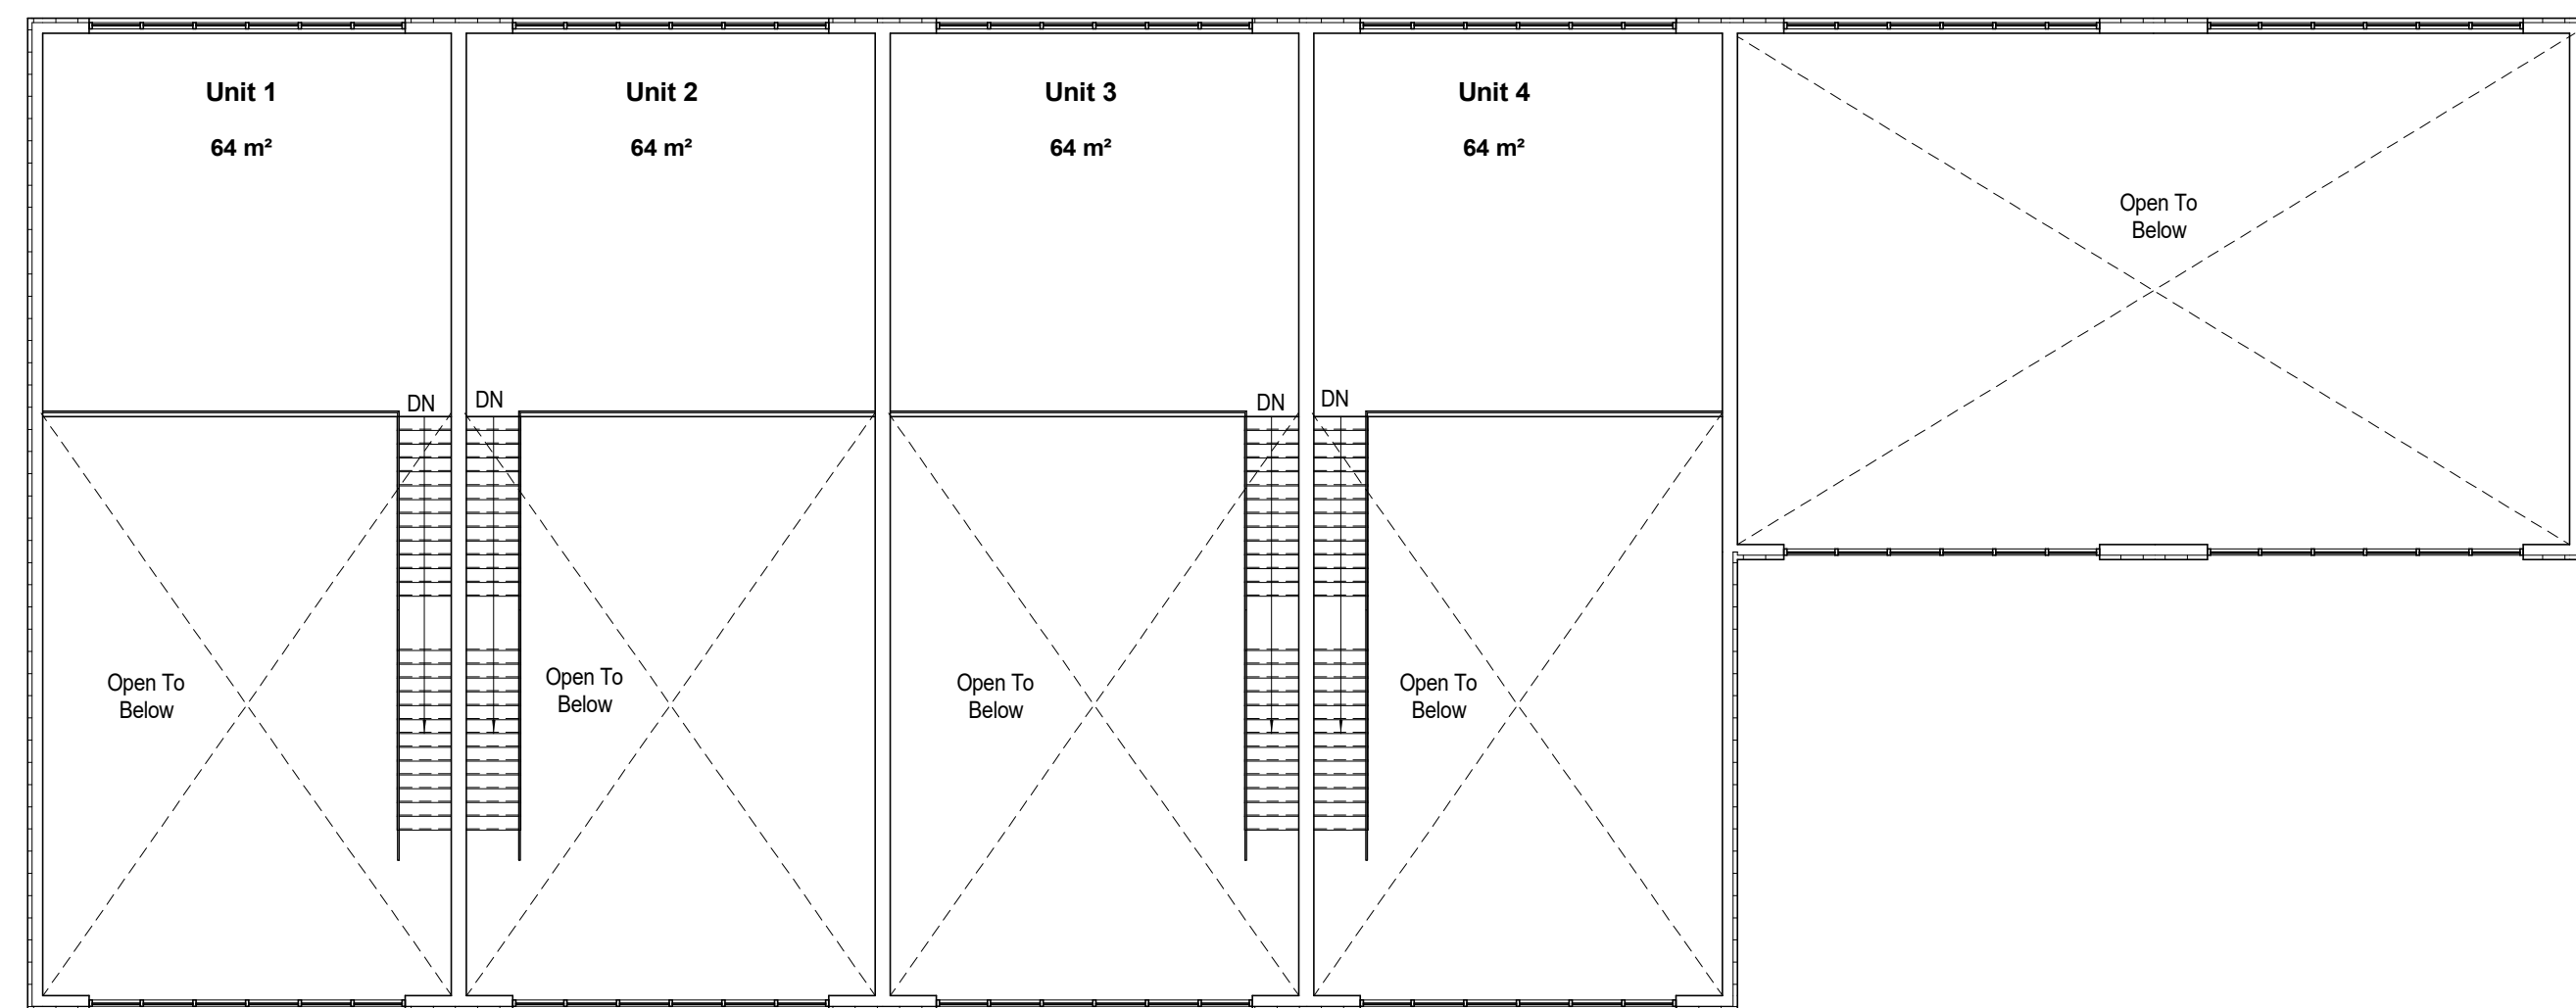 Unit 1
Unit 2
Unit 3
Unit 4
64 m²
64 m²
64 m²
64 m²
Open To
Below
DN
DN
DN
DN
Open To
Below
Open To
Below
Open To
Below
Open To
Below